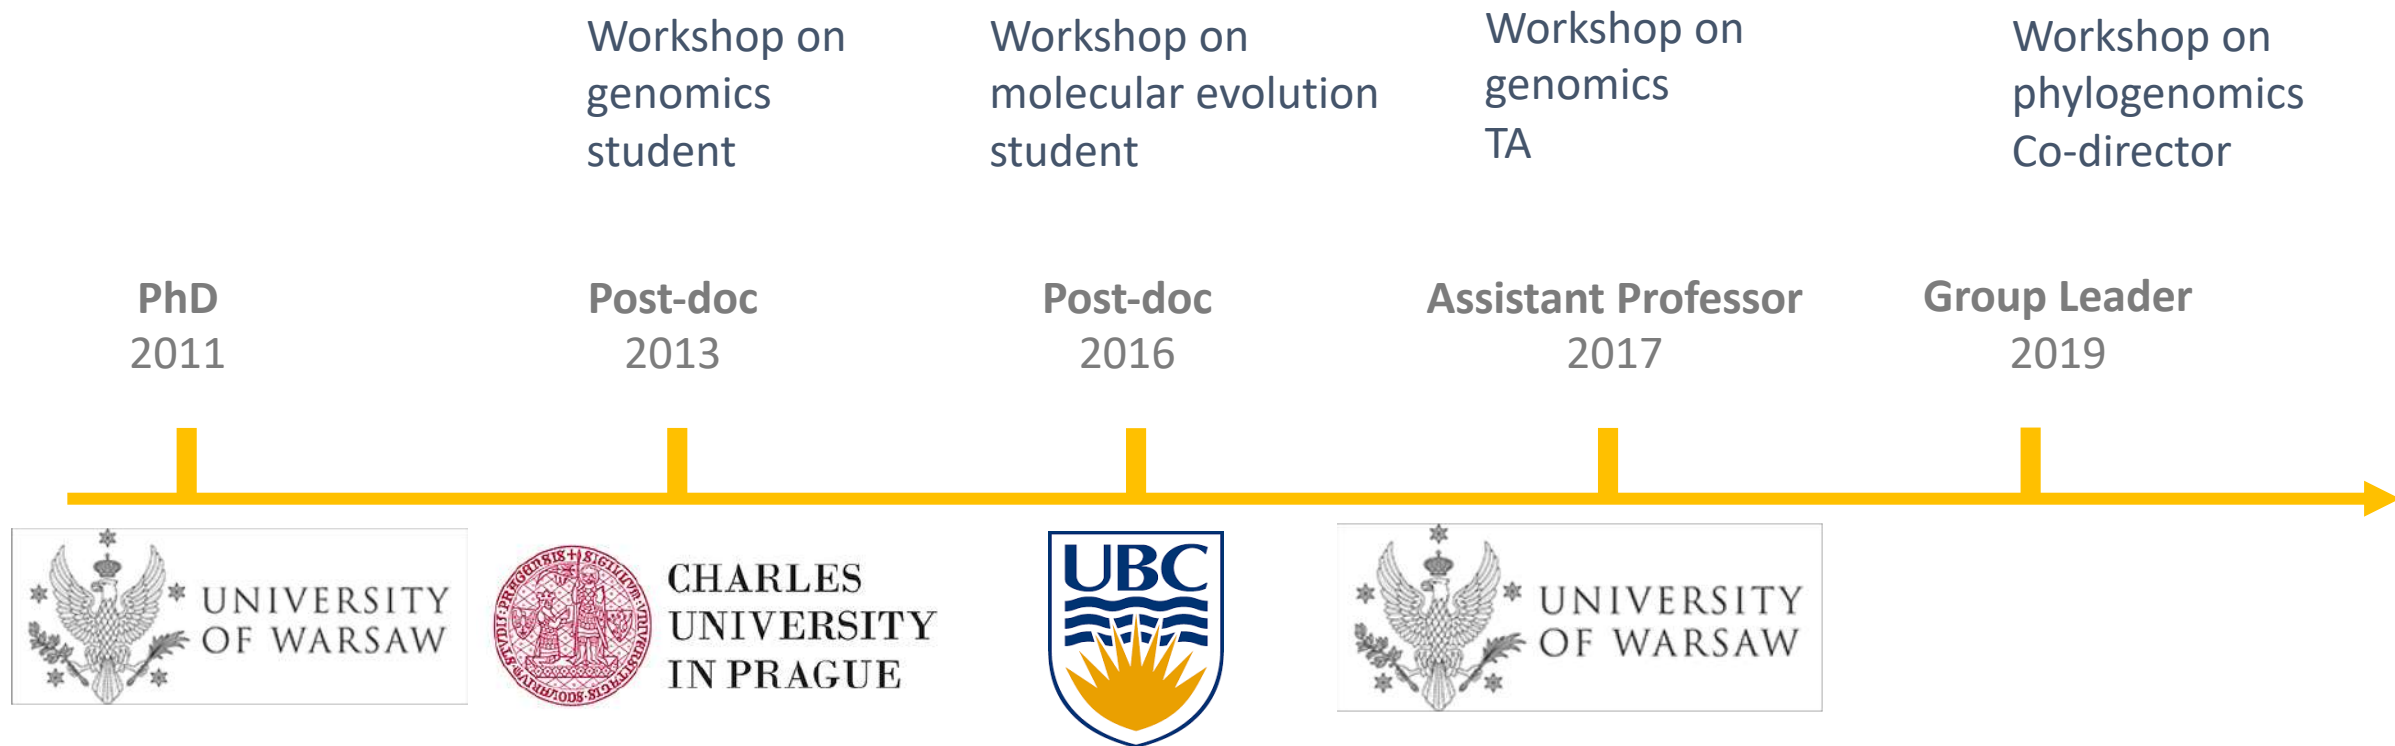 Workshop on
genomics
student
Workshop on
molecular evolution
student
Workshop on
genomics
TA
Workshop on
phylogenomics
Co-director
PhD
2011
Post-doc
2013
Post-doc
2016
Assistant Professor
2017
Group Leader
2019
UNIVERSITY
OF WARSAW
CHARLES
UNIVERSITY
IN PRAGUE
UBC
UNIVERSITY
OF WARSAW